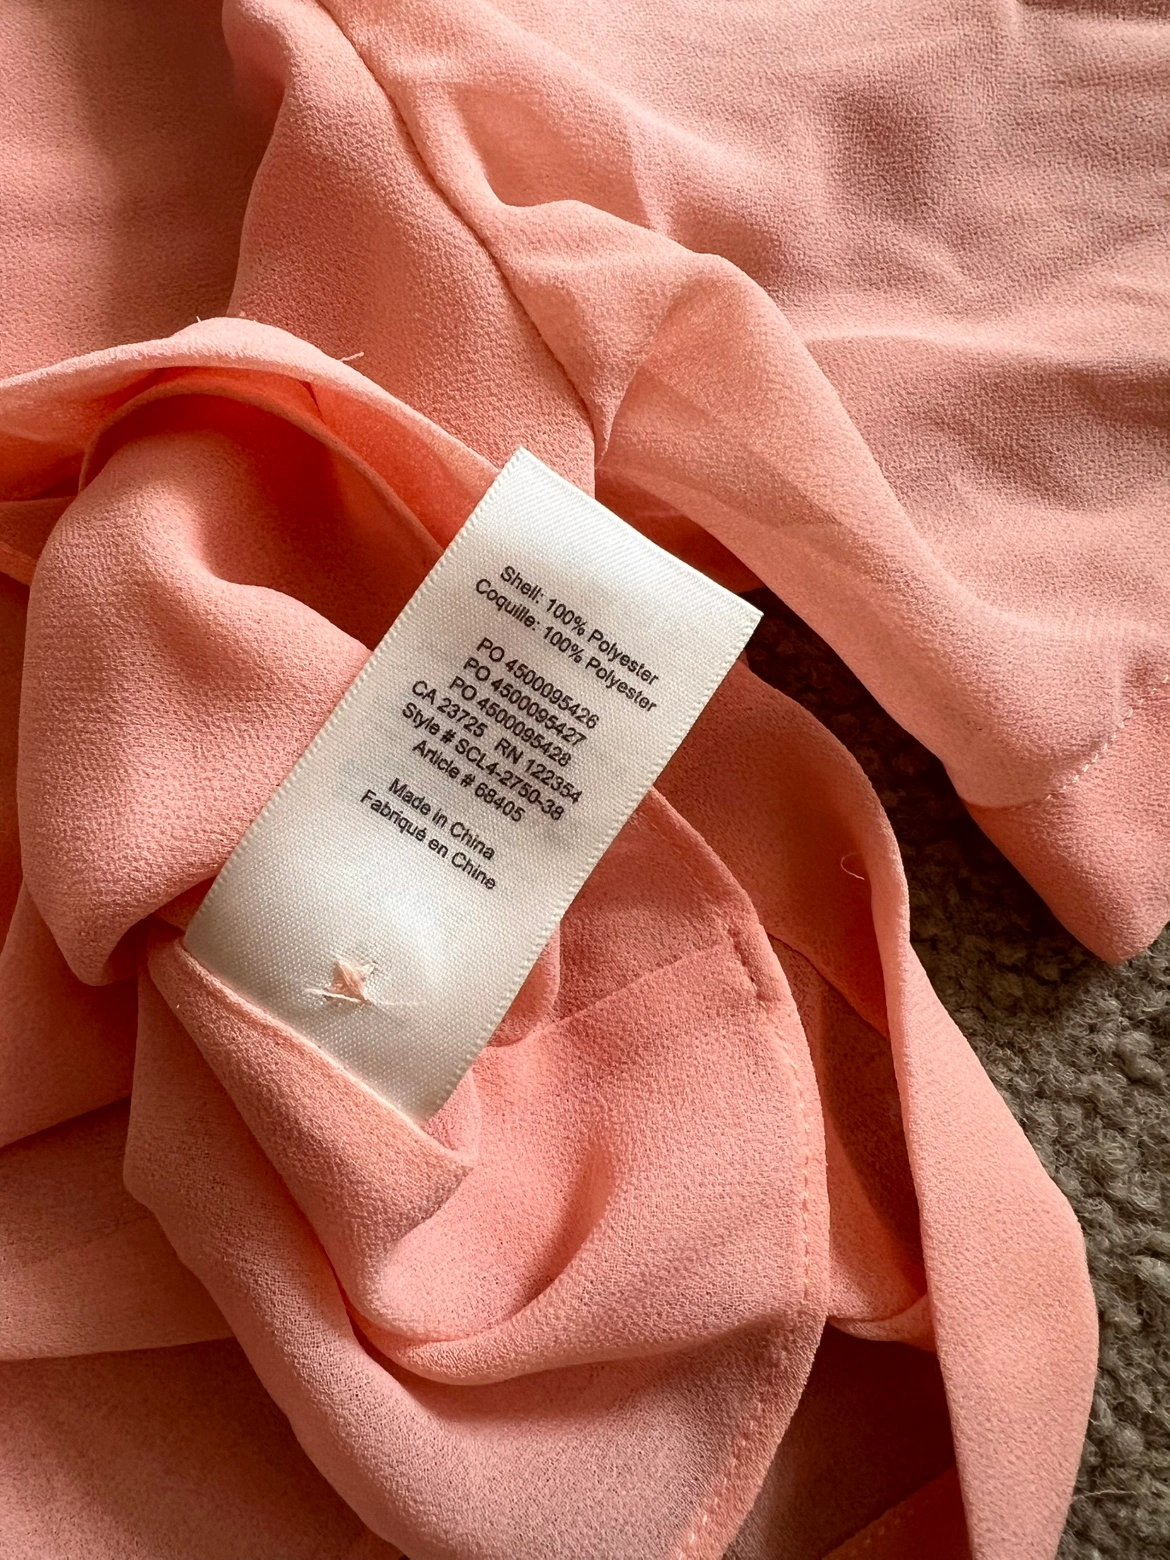 Shell: 100% Polyester
Coquille: 100% Polyester
PO 4500095426
PO 4500095427
PO 4500095428
CA 23725 RN 122354
Style # SCL4-2750-38
Article # 68405
Made in China
Fabriqué en Chine